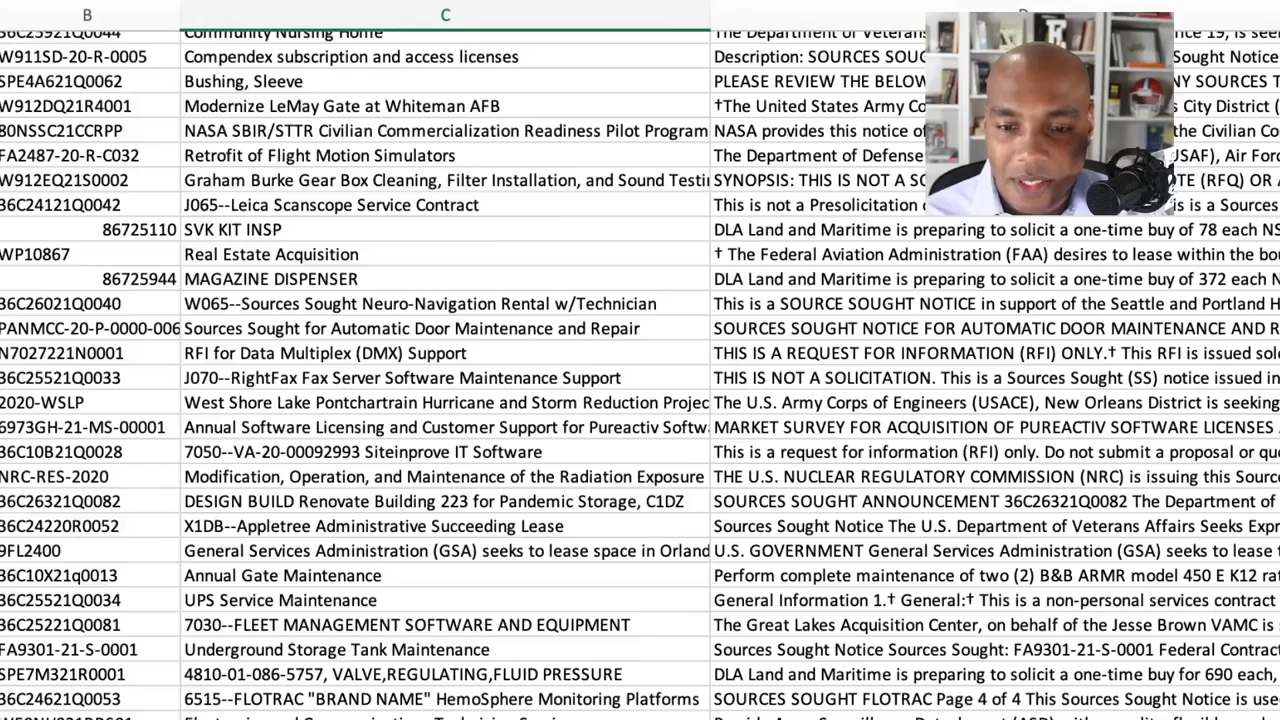 B C
36C25921Q0044 Community Nursing Home The Department of Veterans ice 19, is see
W911SD-20-R-0005 Compendex subscription and access licenses Description: SOURCES SOUG Sought Notice
SPE4A621Q0062 Bushing, Sleeve PLEASE REVIEW THE BELOW NY SOURCES T
W912DQ21R4001 Modernize LeMay Gate at Whiteman AFB †The United States Army Co s City District (
80NSSC21CCRPP NASA SBIR/STTR Civilian Commercialization Readiness Pilot Program NASA provides this notice of the Civilian Co
FA2487-20-R-C032 Retrofit of Flight Motion Simulators The Department of Defense USAF), Air For
W912EQ21S0002 Graham Burke Gear Box Cleaning, Filter Installation, and Sound Testi SYNOPSIS: THIS IS NOT A SO TE (RFQ) OR
36C24121Q0042 J065--Leica Scanscope Service Contract This is not a Presolicitation is is a Sources
86725110 SVK KIT INSP DLA Land and Maritime is preparing to solicit a one-time buy of 78 each NS
WP10867 Real Estate Acquisition † The Federal Aviation Administration (FAA) desires to lease within the bou
86725944 MAGAZINE DISPENSER DLA Land and Maritime is preparing to solicit a one-time buy of 372 each N
36C26021Q0040 W065--Sources Sought Neuro-Navigation Rental w/Technician This is a SOURCE SOUGHT NOTICE in support of the Seattle and Portland H
PANMCC-20-P-0000-006 Sources Sought for Automatic Door Maintenance and Repair SOURCES SOUGHT NOTICE FOR AUTOMATIC DOOR MAINTENANCE AND R
N7027221N0001 RFI for Data Multiplex (DMX) Support THIS IS A REQUEST FOR INFORMATION (RFI) ONLY.† This RFI is issued sole
36C25521Q0033 J070--RightFax Fax Server Software Maintenance Support THIS IS NOT A SOLICITATION. This is a Sources Sought (SS) notice issued in
2020-WSLP West Shore Lake Pontchartrain Hurricane and Storm Reduction Projec The U.S. Army Corps of Engineers (USACE), New Orleans District is seeking
6973GH-21-MS-00001 Annual Software Licensing and Customer Support for Pureactiv Softw MARKET SURVEY FOR ACQUISITION OF PUREACTIV SOFTWARE LICENSES
36C10B21Q0028 7050--VA-20-00092993 Siteinprove IT Software This is a request for information (RFI) only. Do not submit a proposal or quo
NRC-RES-2020 Modification, Operation, and Maintenance of the Radiation Exposure THE U.S. NUCLEAR REGULATORY COMMISSION (NRC) is issuing this Sourc
36C26321Q0082 DESIGN BUILD Renovate Building 223 for Pandemic Storage, C1DZ SOURCES SOUGHT ANNOUNCEMENT 36C26321Q0082 The Department of
36C24220R0052 X1DB--Appletree Administrative Succeeding Lease Sources Sought Notice The U.S. Department of Veterans Affairs Seeks Expr
9FL2400 General Services Administration (GSA) seeks to lease space in Orland U.S. GOVERNMENT General Services Administration (GSA) seeks to lease
36C10X21q0013 Annual Gate Maintenance Perform complete maintenance of two (2) B&B ARMR model 450 E K12 rat
36C25521Q0034 UPS Service Maintenance General Information 1.† General:† This is a non-personal services contract
36C25221Q0081 7030--FLEET MANAGEMENT SOFTWARE AND EQUIPMENT The Great Lakes Acquisition Center, on behalf of the Jesse Brown VAMC is
FA9301-21-S-0001 Underground Storage Tank Maintenance Sources Sought Notice Sources Sought: FA9301-21-S-0001 Federal Contract
SPE7M321R0001 4810-01-086-5757, VALVE,REGULATING,FLUID PRESSURE DLA Land and Maritime is preparing to solicit a one-time buy for 690 each,
36C24621Q0053 6515--FLOTRAC "BRAND NAME" HemoSphere Monitoring Platforms SOURCES SOUGHT FLOTRAC Page 4 of 4 This Sources Sought Notice is use